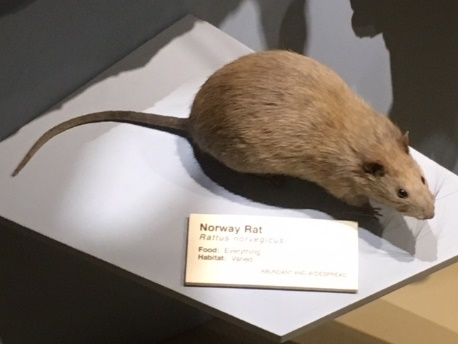 Norway Rat
Rattus norvegicus
Food: Everything
Habitat: Varied
ABUNDANT AND WIDESPREAD